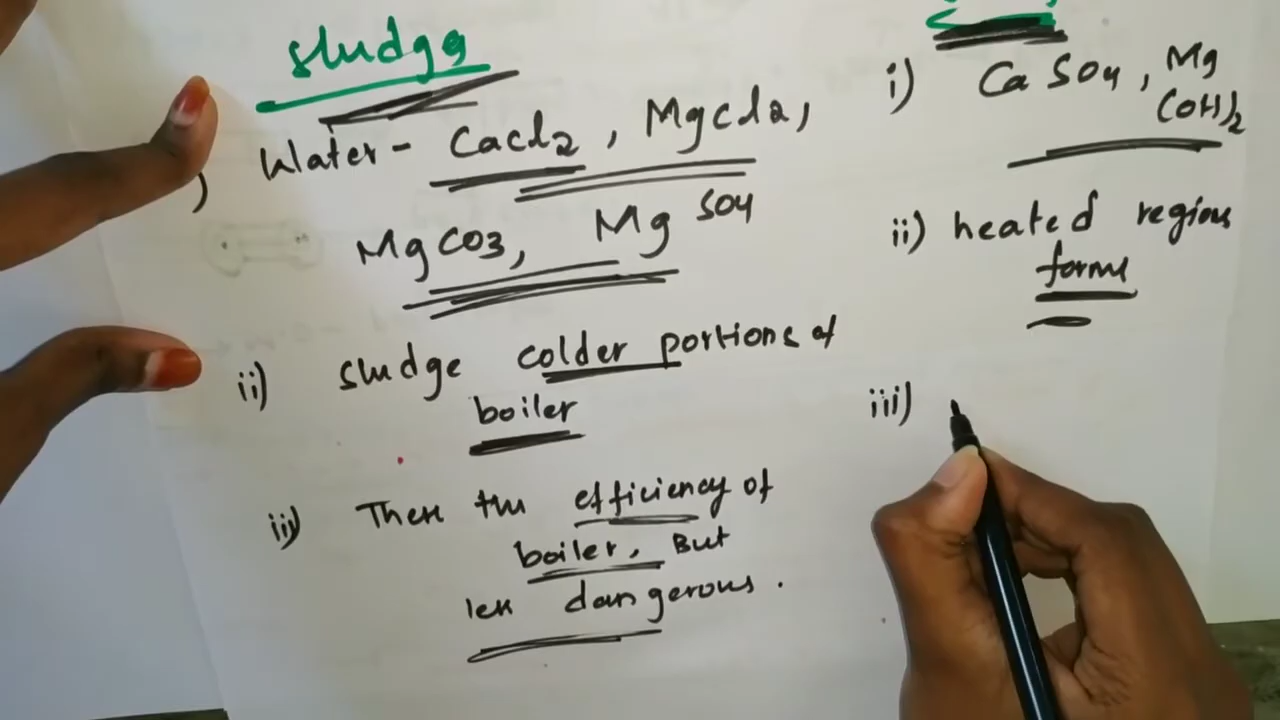 sludge
) Water - CaCl2, MgCl2,
MgCO3, MgSO4
ii) sludge colder portions of
boiler
iii) These the efficiency of
boiler, But
less dangerous.
i) CaSO4, Mg
(OH)2
ii) heated regions
forms
iii)